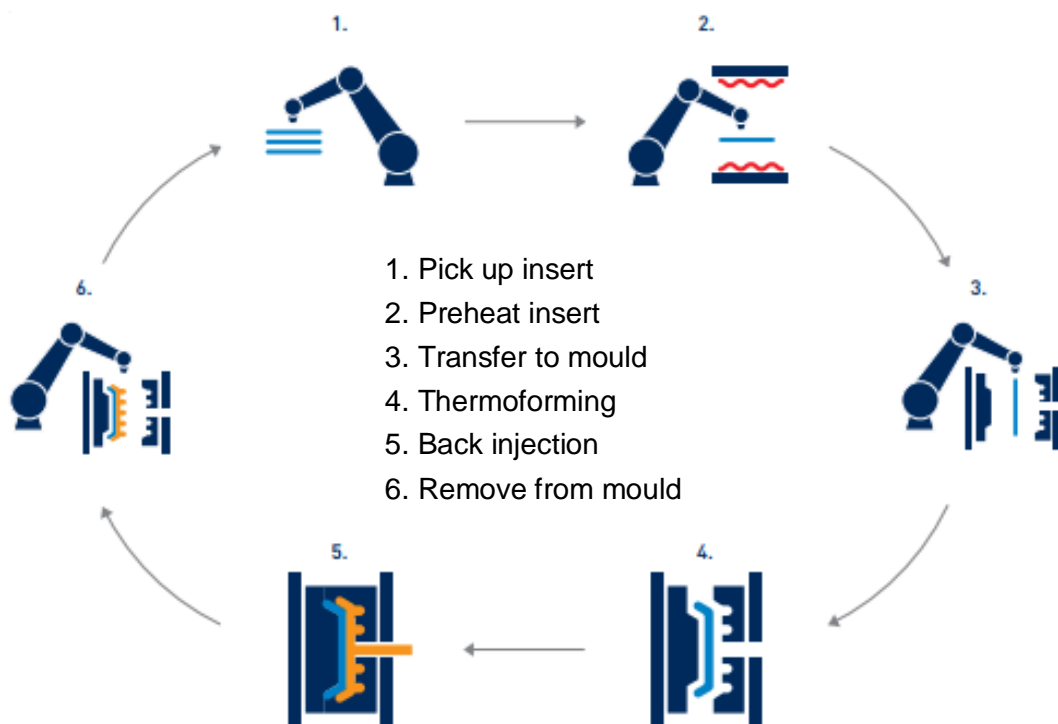 1.
2.
1. Pick up insert
2. Preheat insert
3. Transfer to mould
4. Thermoforming
5. Back injection
6. Remove from mould
3.
4.
5.
6.